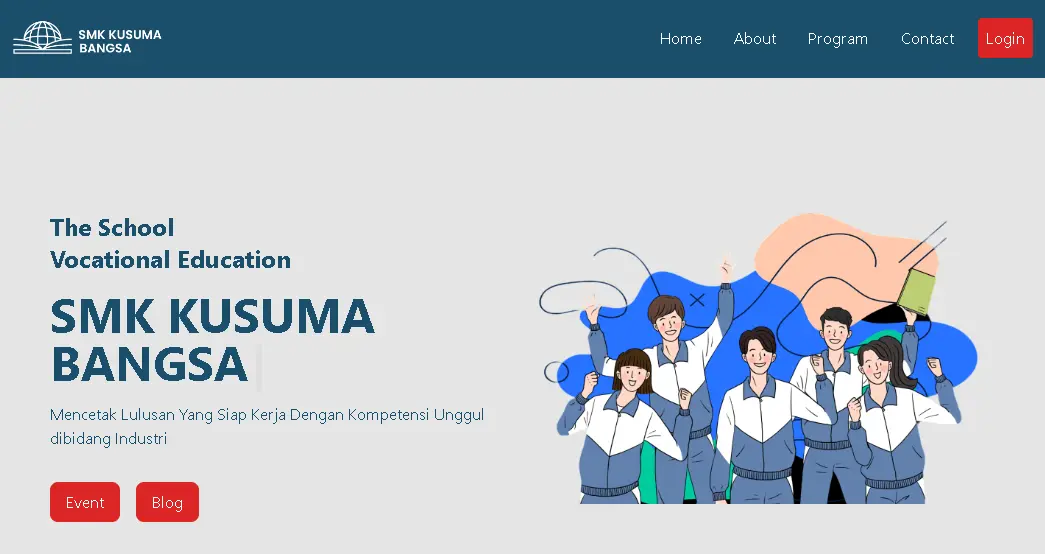 SMK KUSUMA
BANGSA
Home About Program Contact Login
The School
Vocational Education
SMK KUSUMA
BANGSA
Mencetak Lulusan Yang Siap Kerja Dengan Kompetensi Unggul
dibidang Industri
Event Blog